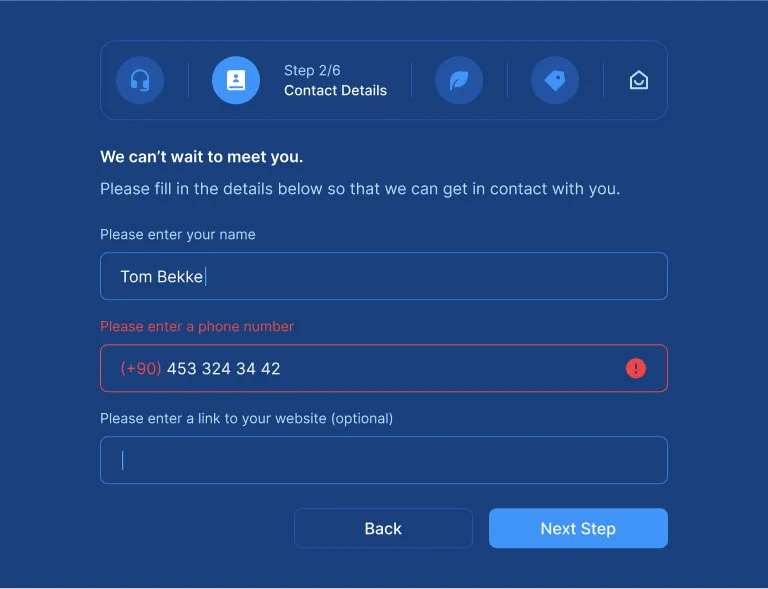 Step 2/6
Contact Details
We can’t wait to meet you.
Please fill in the details below so that we can get in contact with you.
Please enter your name
Tom Bekke
Please enter a phone number
(+90) 453 324 34 42
Please enter a link to your website (optional)
Back
Next Step